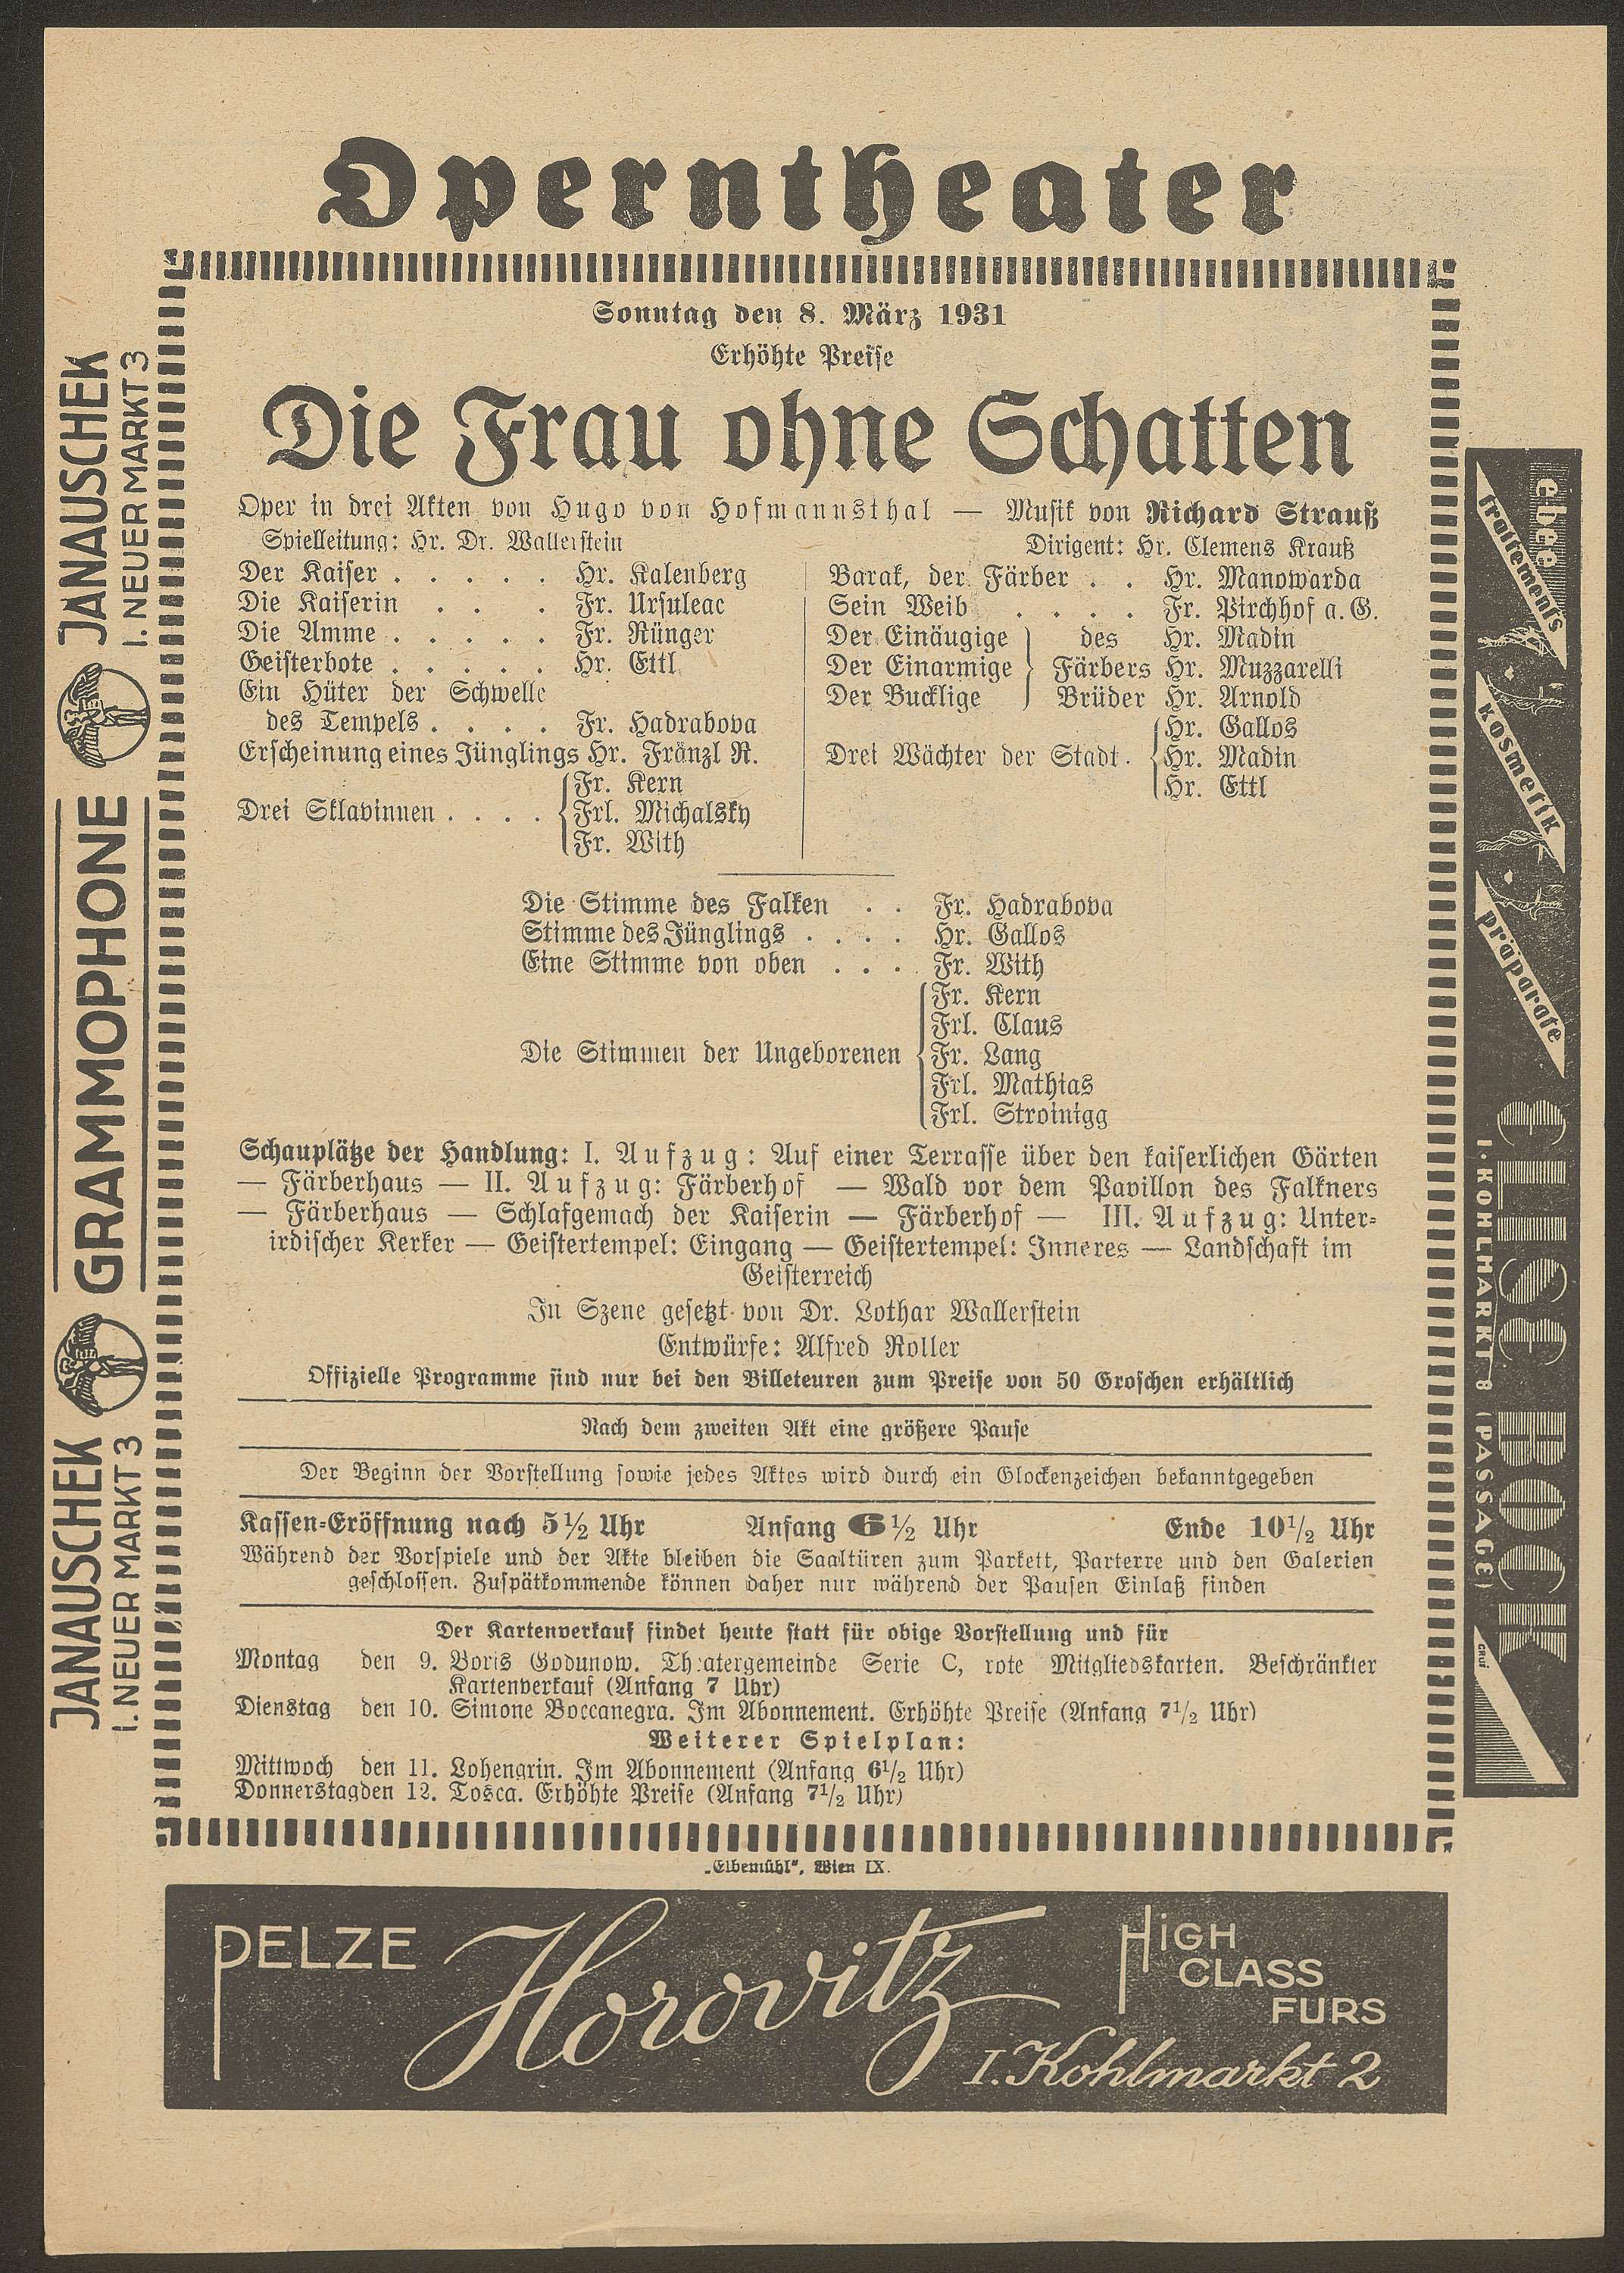 Operntheater
Sonntag den 8. März 1931
Erhöhte Preise
Die Frau ohne Schatten
Oper in drei Akten von Hugo von Hofmannsthal — Musik von Richard Strauß
Spielleitung: Hr. Dr. Wallerstein
Dirigent: Hr. Clemens Krauß
Der Kaiser . . . . . Hr. Kalenberg
Die Kaiserin . . . Fr. Ursuleac
Die Amme . . . . . Fr. Rünger
Geisterbote . . . . . Hr. Ettl
Ein Hüter der Schwelle
des Tempels . . . . Fr. Hadrabova
Erscheinung eines Jünglings Hr. Fränzl R.
Drei Sklavinnen . . . . Fr. Kern
Frl. Michalsky
Fr. With
Barak, der Färber . . Hr. Manowarda
Sein Weib . . . . Fr. Pirchhof a. G.
Der Einäugige } des Hr. Madin
Der Einarmige } Färbers Hr. Muzzarelli
Der Bucklige } Brüder Hr. Arnold
Drei Wächter der Stadt . Hr. Gallos
Hr. Madin
Hr. Ettl
Die Stimme des Falken . . Fr. Hadrabova
Stimme des Jünglings . . . . Hr. Gallos
Eine Stimme von oben . . . Fr. With
Die Stimmen der Ungeborenen Fr. Kern
Frl. Claus
Fr. Lang
Frl. Mathias
Frl. Stroinigg
Schauplätze der Handlung: I. Aufzug: Auf einer Terrasse über den kaiserlichen Gärten
— Färberhaus — II. Aufzug: Färberhof — Wald vor dem Pavillon des Falkners
— Färberhaus — Schlafgemach der Kaiserin — Färberhof — III. Aufzug: Unter-
irdischer Kerker — Geistertempel: Eingang — Geistertempel: Inneres — Landschaft im
Geisterreich
In Szene gesetzt von Dr. Lothar Wallerstein
Entwürfe: Alfred Roller
Offizielle Programme sind nur bei den Billeteuren zum Preise von 50 Groschen erhältlich
Nach dem zweiten Akt eine größere Pause
Der Beginn der Vorstellung sowie jedes Aktes wird durch ein Glockenzeichen bekanntgegeben
Kassen-Eröffnung nach 5½ Uhr Anfang 6½ Uhr Ende 10½ Uhr
Während der Vorspiele und der Akte bleiben die Saaltüren zum Parkett, Parterre und den Galerien
geschlossen. Zuspätkommende können daher nur während der Pausen Einlaß finden
Der Kartenverkauf findet heute statt für obige Vorstellung und für
Montag den 9. Boris Godunow. Theatergemeinde Serie C, rote Mitgliedskarten. Beschränkter
Kartenverkauf (Anfang 7 Uhr)
Dienstag den 10. Simone Boccanegra. Im Abonnement. Erhöhte Preise (Anfang 7½ Uhr)
Weiterer Spielplan:
Mittwoch den 11. Lohengrin. Im Abonnement (Anfang 6½ Uhr)
Donnerstag den 12. Tosca. Erhöhte Preise (Anfang 7½ Uhr)
„Elbemühl“, Wien IX.
JANAUSCHEK
I. NEUER MARKT 3
GRAMMOPHONE
JANAUSCHEK
I. NEUER MARKT 3
ebee
traitements
kosmetik
präparate
ELISE BOCK
I. KOHLMARKT 8 (PASSAGE)
PELZE
Horovitz
HIGH
CLASS
FURS
I. Kohlmarkt 2